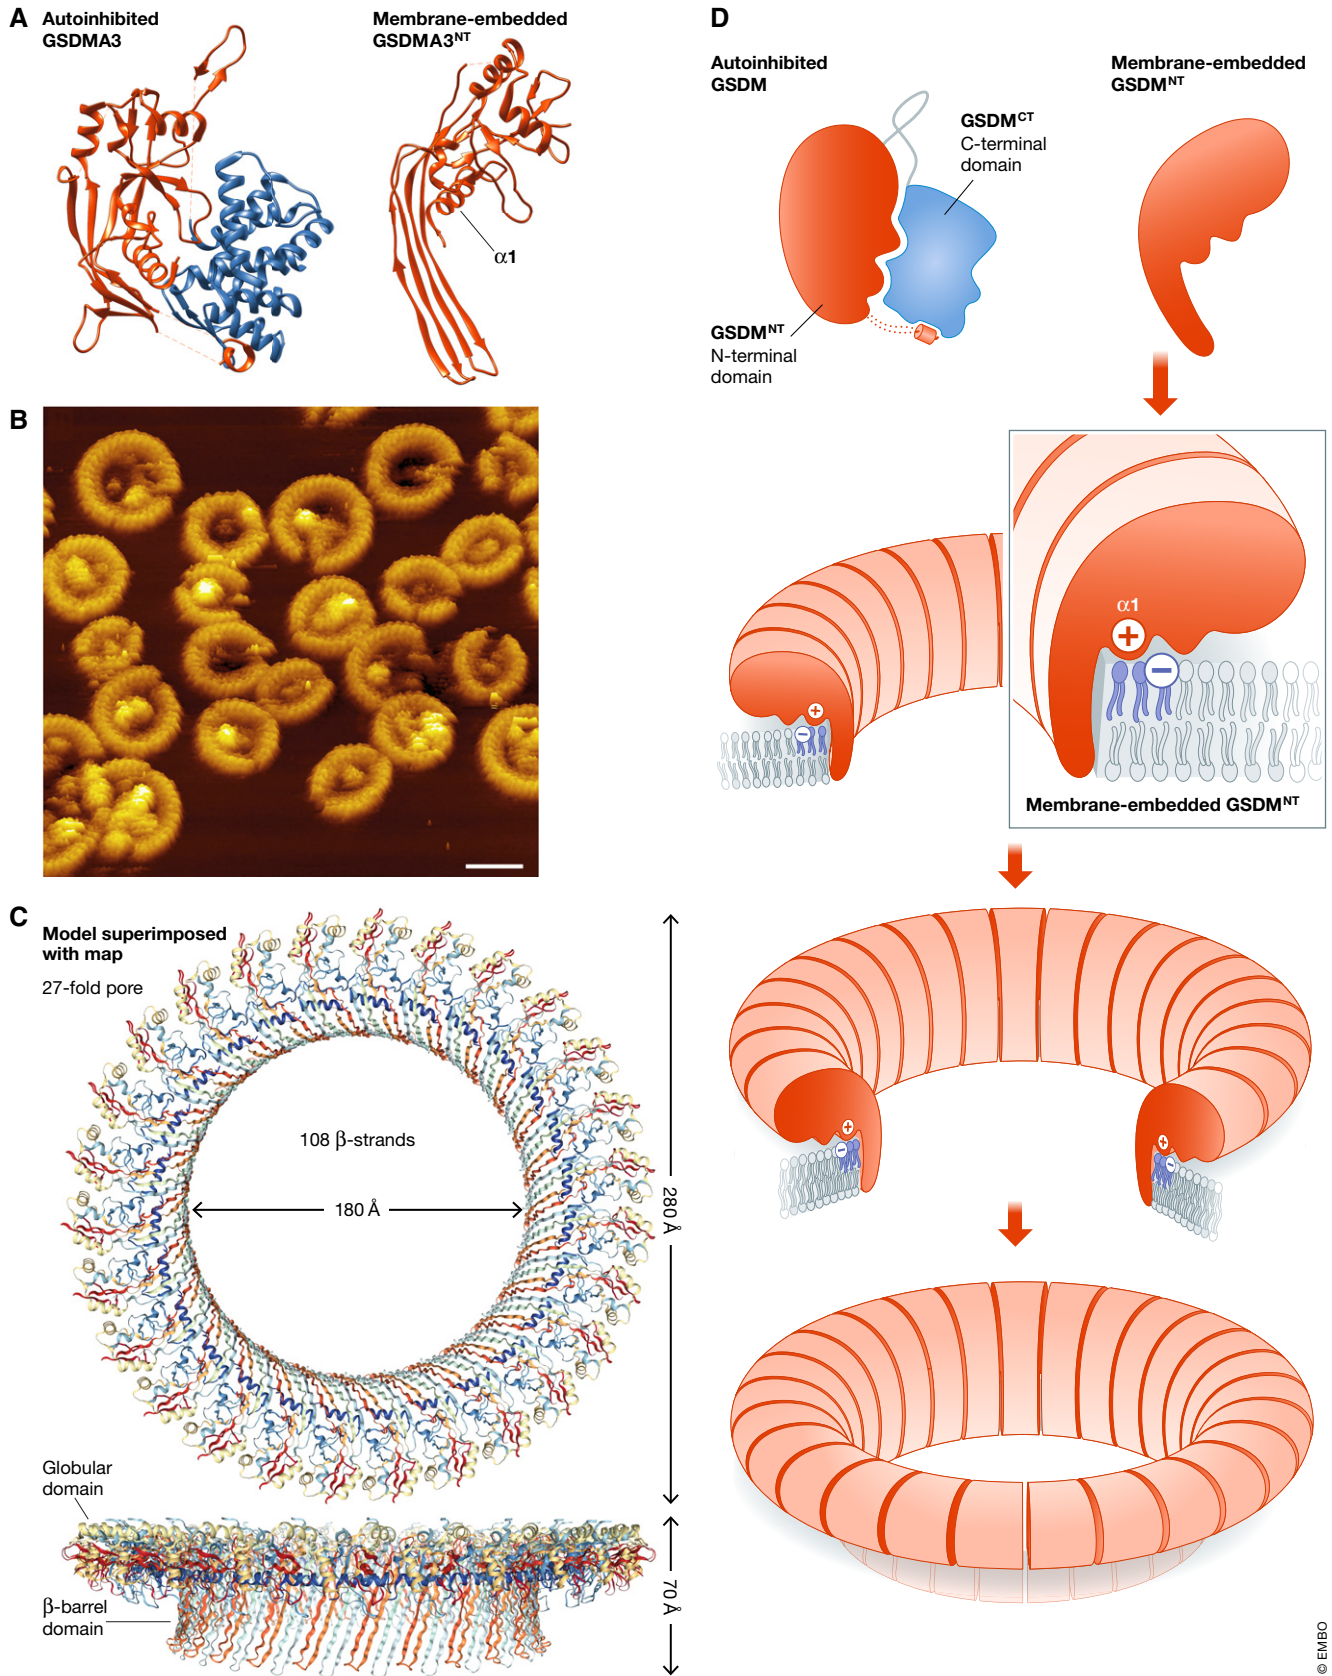 A
Autoinhibited
GSDMA3
Membrane-embedded
GSDMA3NT
α1
B
C
Model superimposed
with map
27-fold pore
108 β-strands
180 Å
280 Å
Globular
domain
β-barrel
domain
70 Å
D
Autoinhibited
GSDM
Membrane-embedded
GSDMNT
GSDMCT
C-terminal
domain
GSDMNT
N-terminal
domain
α1
+
−
+
−
Membrane-embedded GSDMNT
+
−
+
−
© EMBO